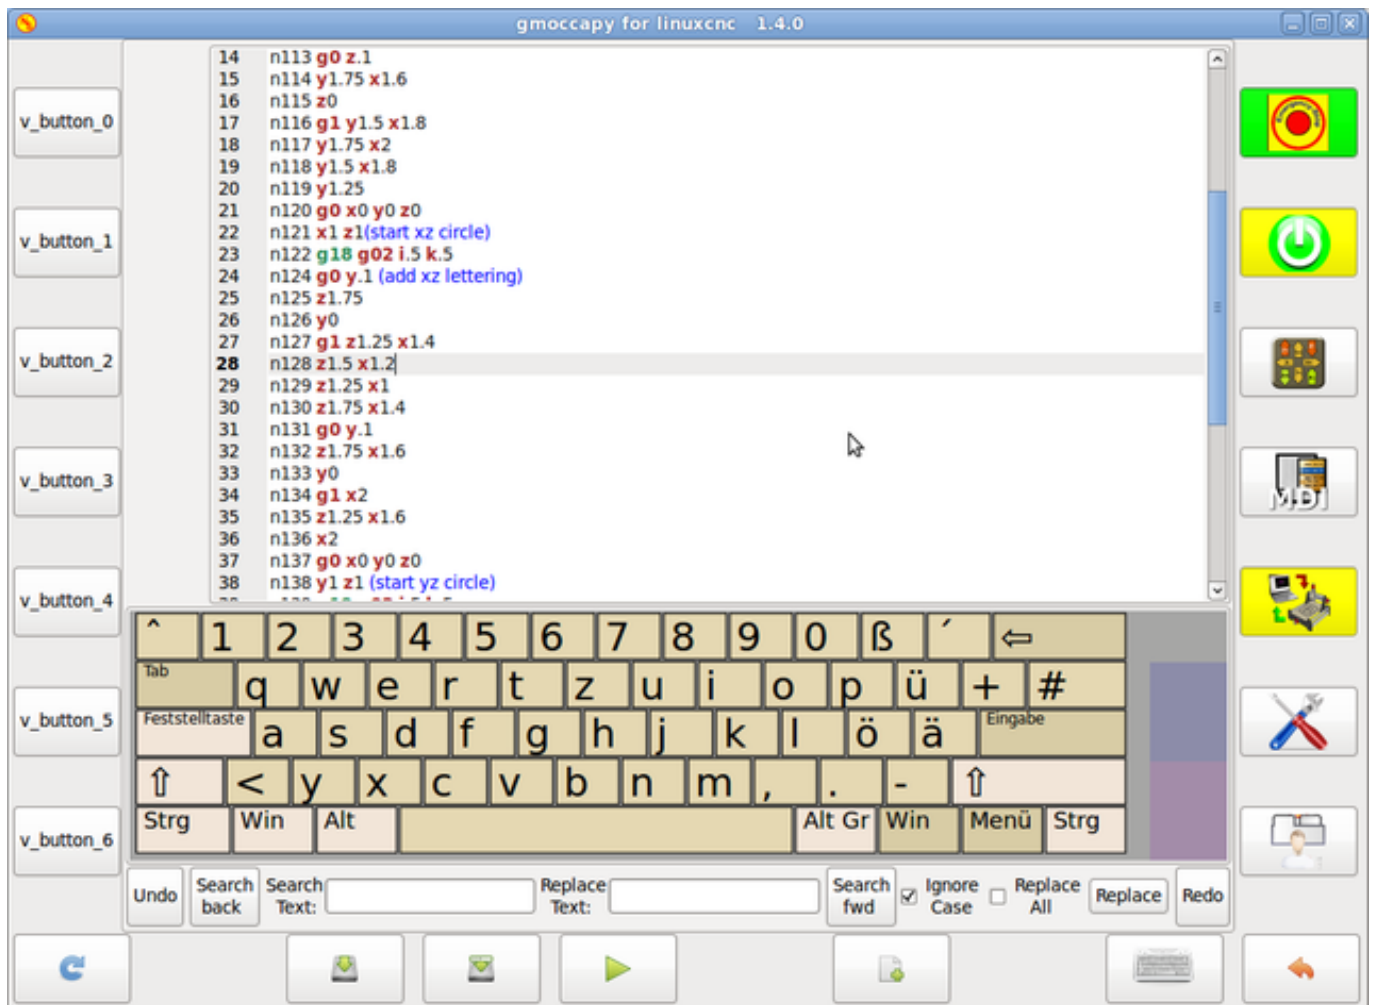 gmoccapy for linuxcnc 1.4.0
v_button_0
v_button_1
v_button_2
v_button_3
v_button_4
v_button_5
v_button_6
14 n113 g0 z.1
15 n114 y1.75 x1.6
16 n115 z0
17 n116 g1 y1.5 x1.8
18 n117 y1.75 x2
19 n118 y1.5 x1.8
20 n119 y1.25
21 n120 g0 x0 y0 z0
22 n121 x1 z1(start xz circle)
23 n122 g18 g02 i.5 k.5
24 n124 g0 y.1 (add xz lettering)
25 n125 z1.75
26 n126 y0
27 n127 g1 z1.25 x1.4
28 n128 z1.5 x1.2
29 n129 z1.25 x1
30 n130 z1.75 x1.4
31 n131 g0 y.1
32 n132 z1.75 x1.6
33 n133 y0
34 n134 g1 x2
35 n135 z1.25 x1.6
36 n136 x2
37 n137 g0 x0 y0 z0
38 n138 y1 z1 (start yz circle)
MDI
^ 1 2 3 4 5 6 7 8 9 0 ß ´ ⇦
Tab q w e r t z u i o p ü + #
Feststelltaste a s d f g h j k l ö ä Eingabe
⇧ < y x c v b n m , . - ⇧
Strg Win Alt Alt Gr Win Menü Strg
Undo
Search back
Search Text:
Replace Text:
Search fwd
Ignore Case
Replace All
Replace
Redo